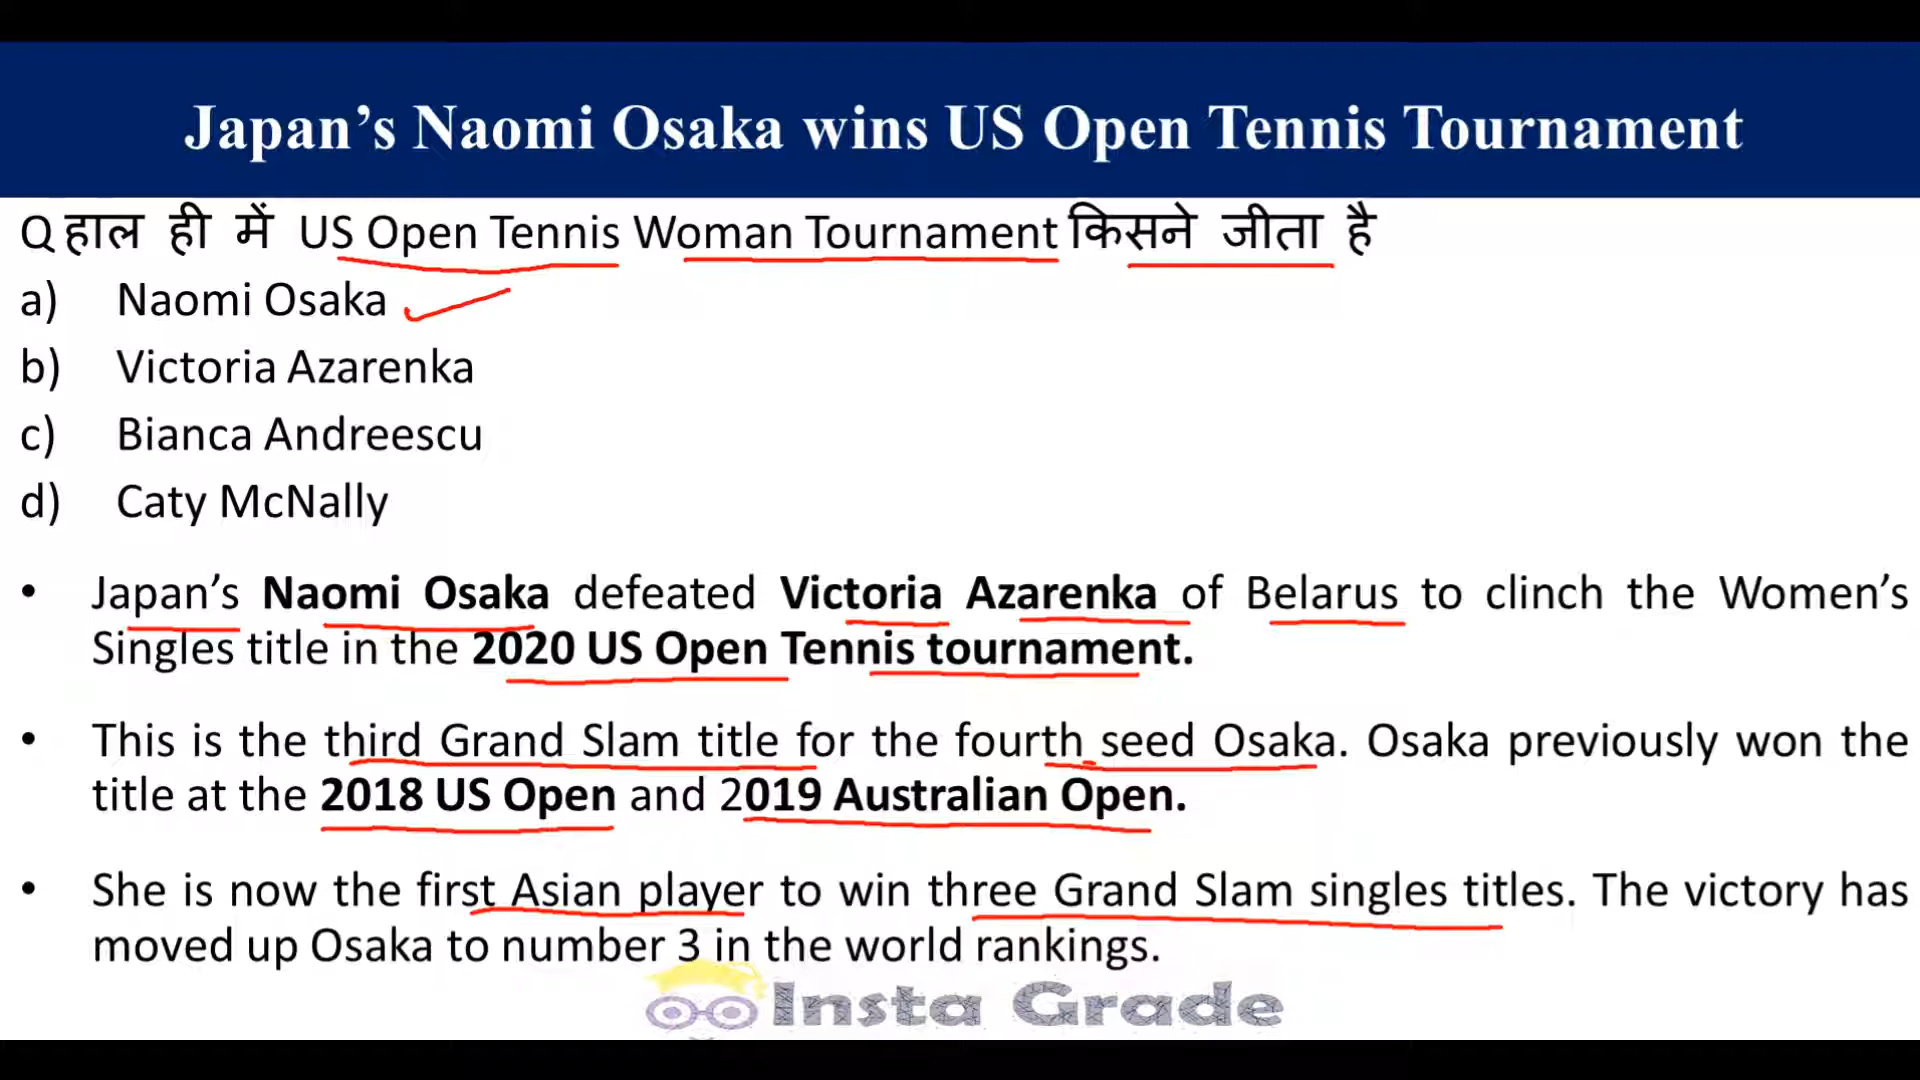 Japan’s Naomi Osaka wins US Open Tennis Tournament
Q हाल ही में US Open Tennis Woman Tournament किसने जीता है
a) Naomi Osaka
b) Victoria Azarenka
c) Bianca Andreescu
d) Caty McNally
• Japan’s Naomi Osaka defeated Victoria Azarenka of Belarus to clinch the Women’s
Singles title in the 2020 US Open Tennis tournament.
• This is the third Grand Slam title for the fourth seed Osaka. Osaka previously won the
title at the 2018 US Open and 2019 Australian Open.
• She is now the first Asian player to win three Grand Slam singles titles. The victory has
moved up Osaka to number 3 in the world rankings.
Insta Grade